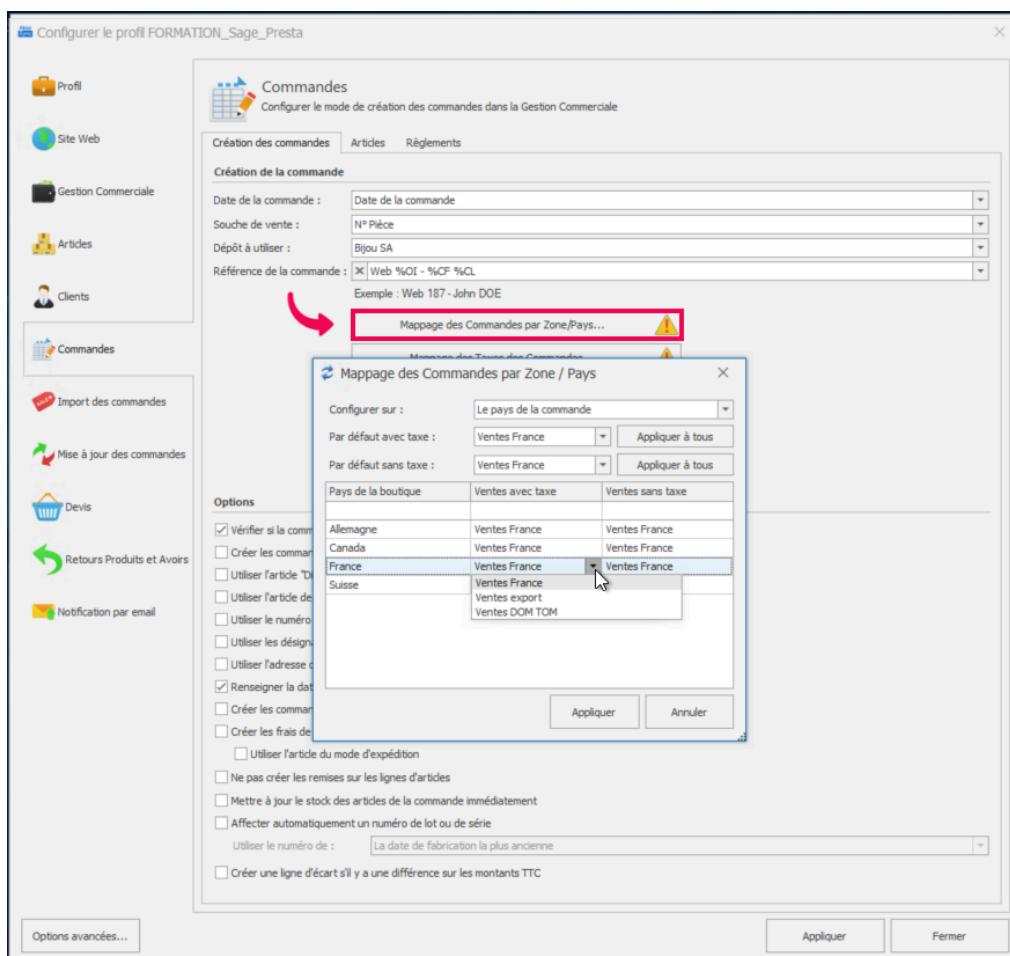 Configurer le profil FORMATION_Sage_Presta
Profil
Site Web
Gestion Commerciale
Articles
Clients
Commandes
Import des commandes
Mise à jour des commandes
Devis
Retours Produits et Avoirs
Notification par email
Commandes
Configurer le mode de création des commandes dans la Gestion Commerciale
Création des commandes Articles Règlements
Création de la commande
Date de la commande : Date de la commande
Souche de vente : N° Pièce
Dépôt à utiliser : Bijou SA
Référence de la commande : Web %OI - %CF %CL
Exemple : Web 187 - John DOE
Mappage des Commandes par Zone/Pays...
Mappage des Taxes des Commandes
Mappage des Commandes par Zone / Pays
Configurer sur : Le pays de la commande
Par défaut avec taxe : Ventes France Appliquer à tous
Par défaut sans taxe : Ventes France Appliquer à tous
Pays de la boutique Ventes avec taxe Ventes sans taxe
Allemagne Ventes France Ventes France
Canada Ventes France Ventes France
France Ventes France Ventes France
Suisse
Ventes France
Ventes export
Ventes DOM TOM
Appliquer Annuler
Options
Vérifier si la comm
Créer les comman
Utiliser l'article "Di
Utiliser l'article de
Utiliser le numéro
Utiliser les désign
Utiliser l'adresse
Renseigner la dat
Créer les comman
Créer les frais de
Utiliser l'article du mode d'expédition
Ne pas créer les remises sur les lignes d'articles
Mettre à jour le stock des articles de la commande immédiatement
Affecter automatiquement un numéro de lot ou de série
Utiliser le numéro de : La date de fabrication la plus ancienne
Créer une ligne d'écart s'il y a une différence sur les montants TTC
Options avancées... Appliquer Fermer